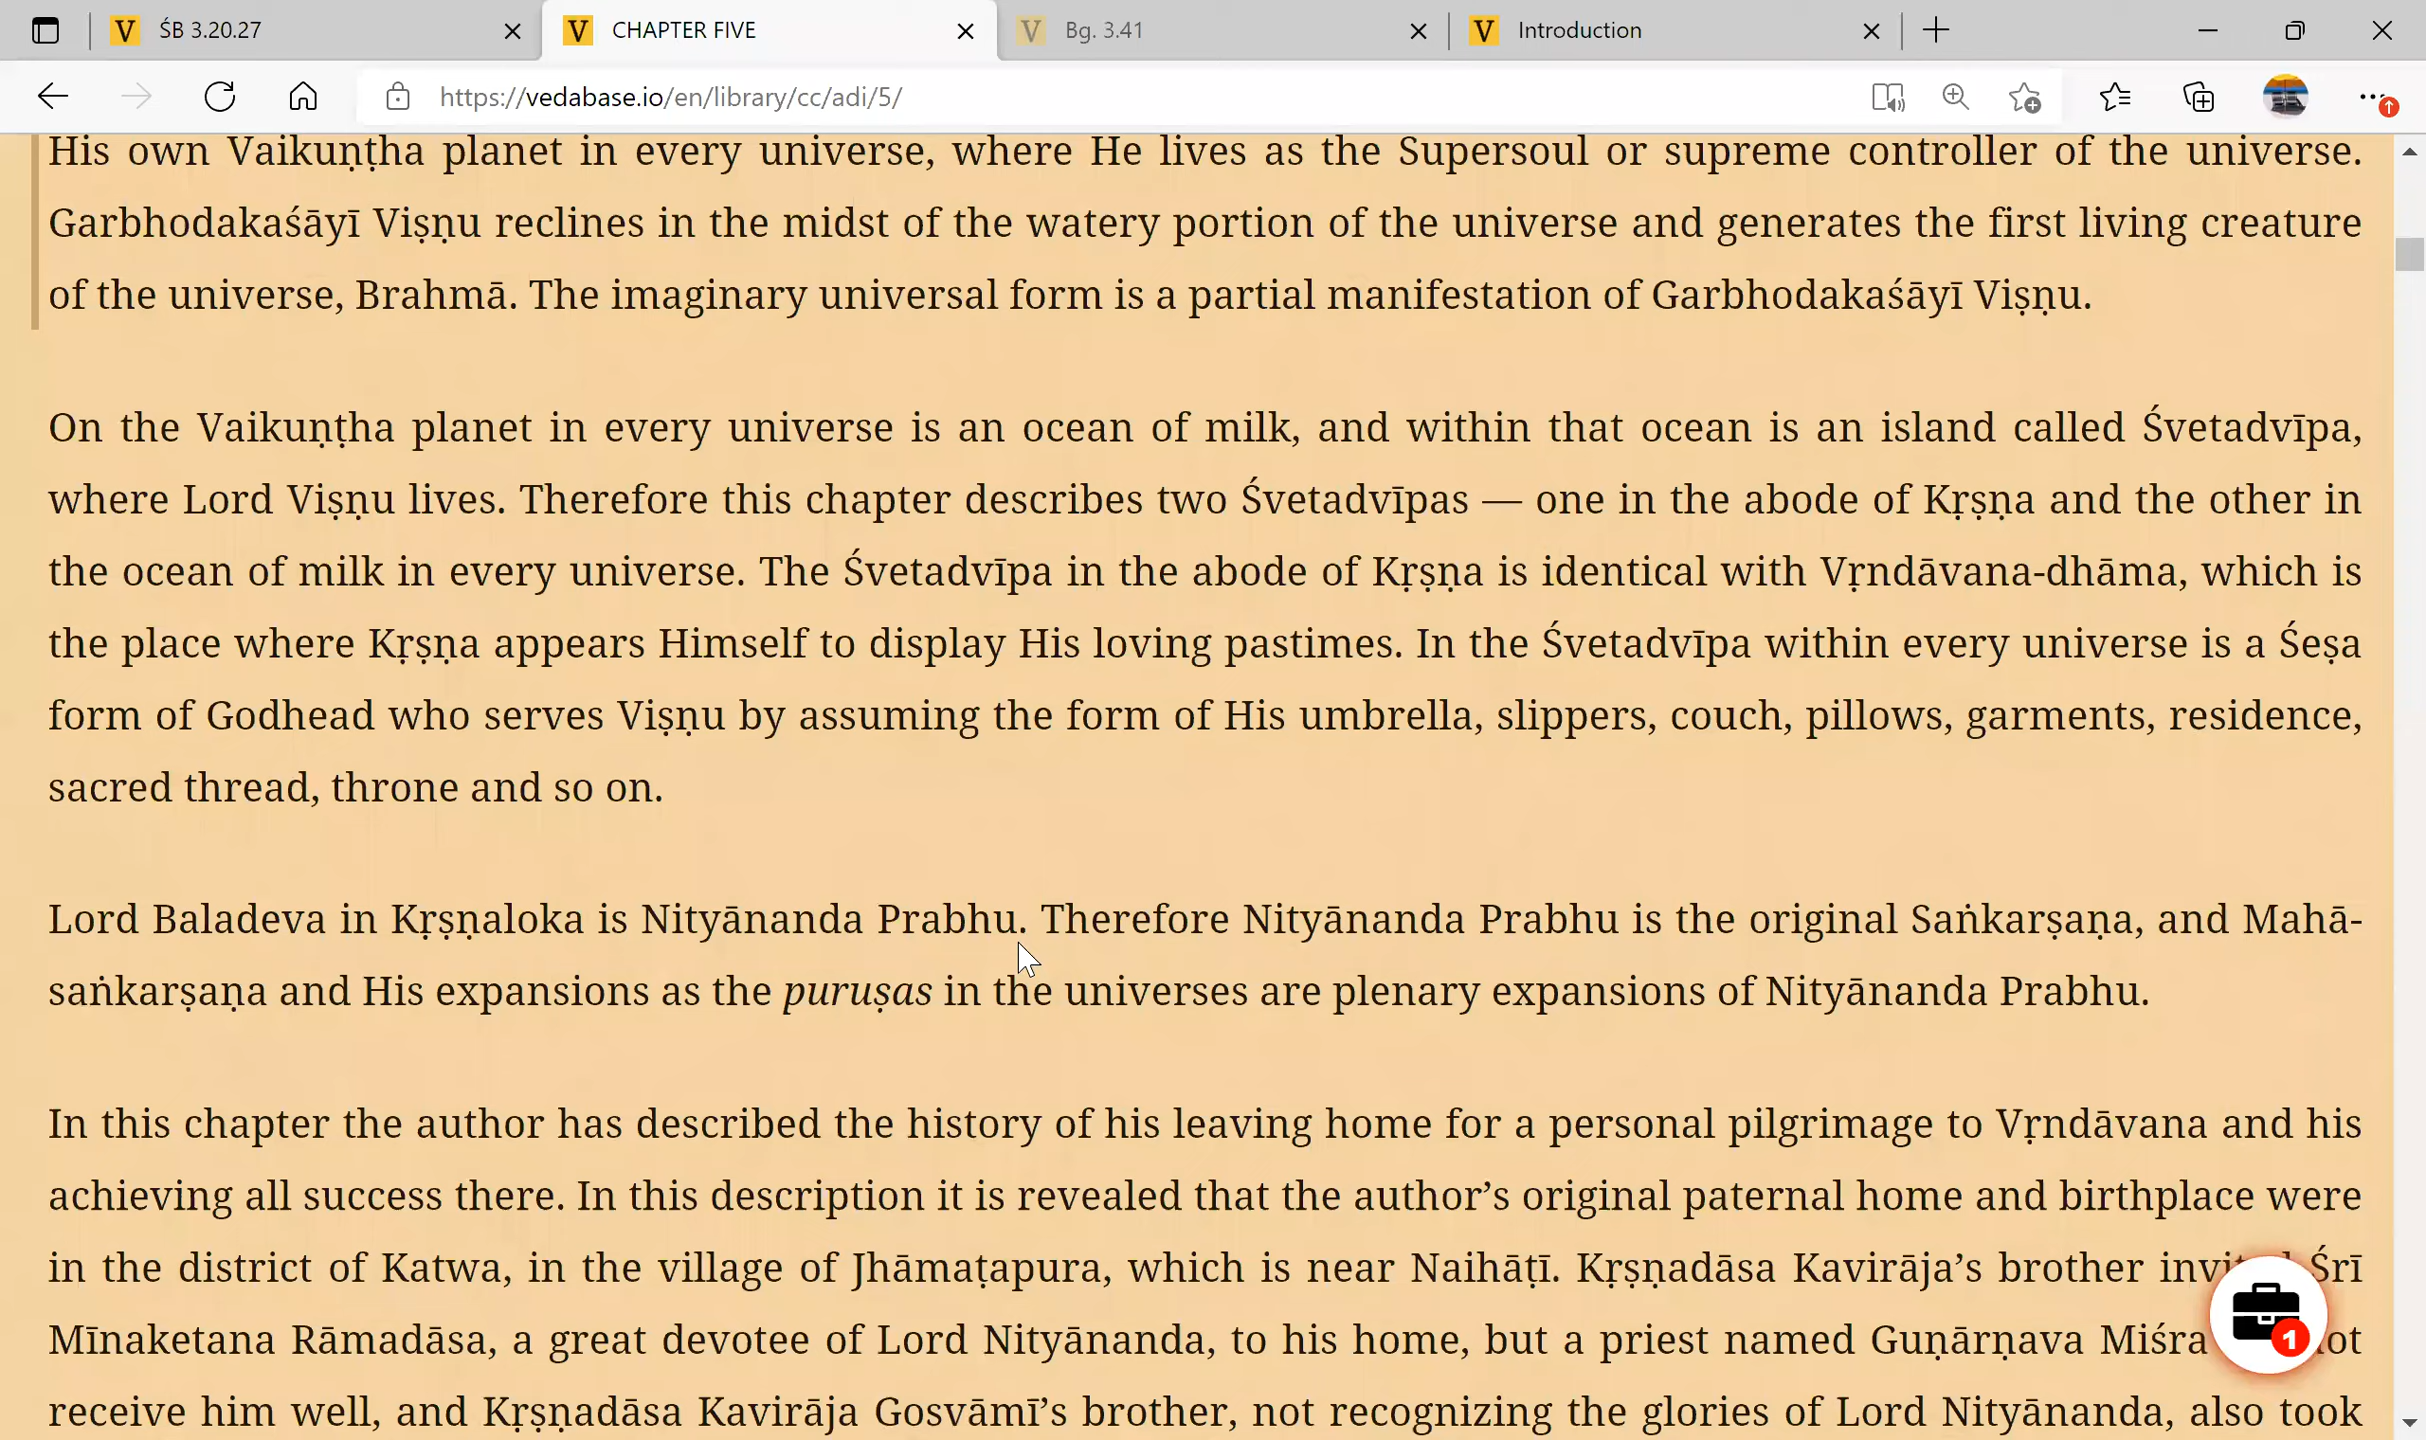 ŚB 3.20.27
CHAPTER FIVE
Bg. 3.41
Introduction
https://vedabase.io/en/library/cc/adi/5/
His own Vaikuṇṭha planet in every universe, where He lives as the Supersoul or supreme controller of the universe.
Garbhodakaśāyī Viṣṇu reclines in the midst of the watery portion of the universe and generates the first living creature
of the universe, Brahmā. The imaginary universal form is a partial manifestation of Garbhodakaśāyī Viṣṇu.
On the Vaikuṇṭha planet in every universe is an ocean of milk, and within that ocean is an island called Śvetadvīpa,
where Lord Viṣṇu lives. Therefore this chapter describes two Śvetadvīpas — one in the abode of Kṛṣṇa and the other in
the ocean of milk in every universe. The Śvetadvīpa in the abode of Kṛṣṇa is identical with Vṛndāvana-dhāma, which is
the place where Kṛṣṇa appears Himself to display His loving pastimes. In the Śvetadvīpa within every universe is a Śeṣa
form of Godhead who serves Viṣṇu by assuming the form of His umbrella, slippers, couch, pillows, garments, residence,
sacred thread, throne and so on.
Lord Baladeva in Kṛṣṇaloka is Nityānanda Prabhu. Therefore Nityānanda Prabhu is the original Saṅkarṣaṇa, and Mahā-
saṅkarṣaṇa and His expansions as the puruṣas in the universes are plenary expansions of Nityānanda Prabhu.
In this chapter the author has described the history of his leaving home for a personal pilgrimage to Vṛndāvana and his
achieving all success there. In this description it is revealed that the author’s original paternal home and birthplace were
in the district of Katwa, in the village of Jhāmaṭapura, which is near Naihāṭī. Kṛṣṇadāsa Kavirāja’s brother Śrī
Mīnaketana Rāmadāsa, a great devotee of Lord Nityānanda, to his home, but a priest named Guṇārṇava Miśra
1
receive him well, and Kṛṣṇadāsa Kavirāja Gosvāmī’s brother, not recognizing the glories of Lord Nityānanda, also took